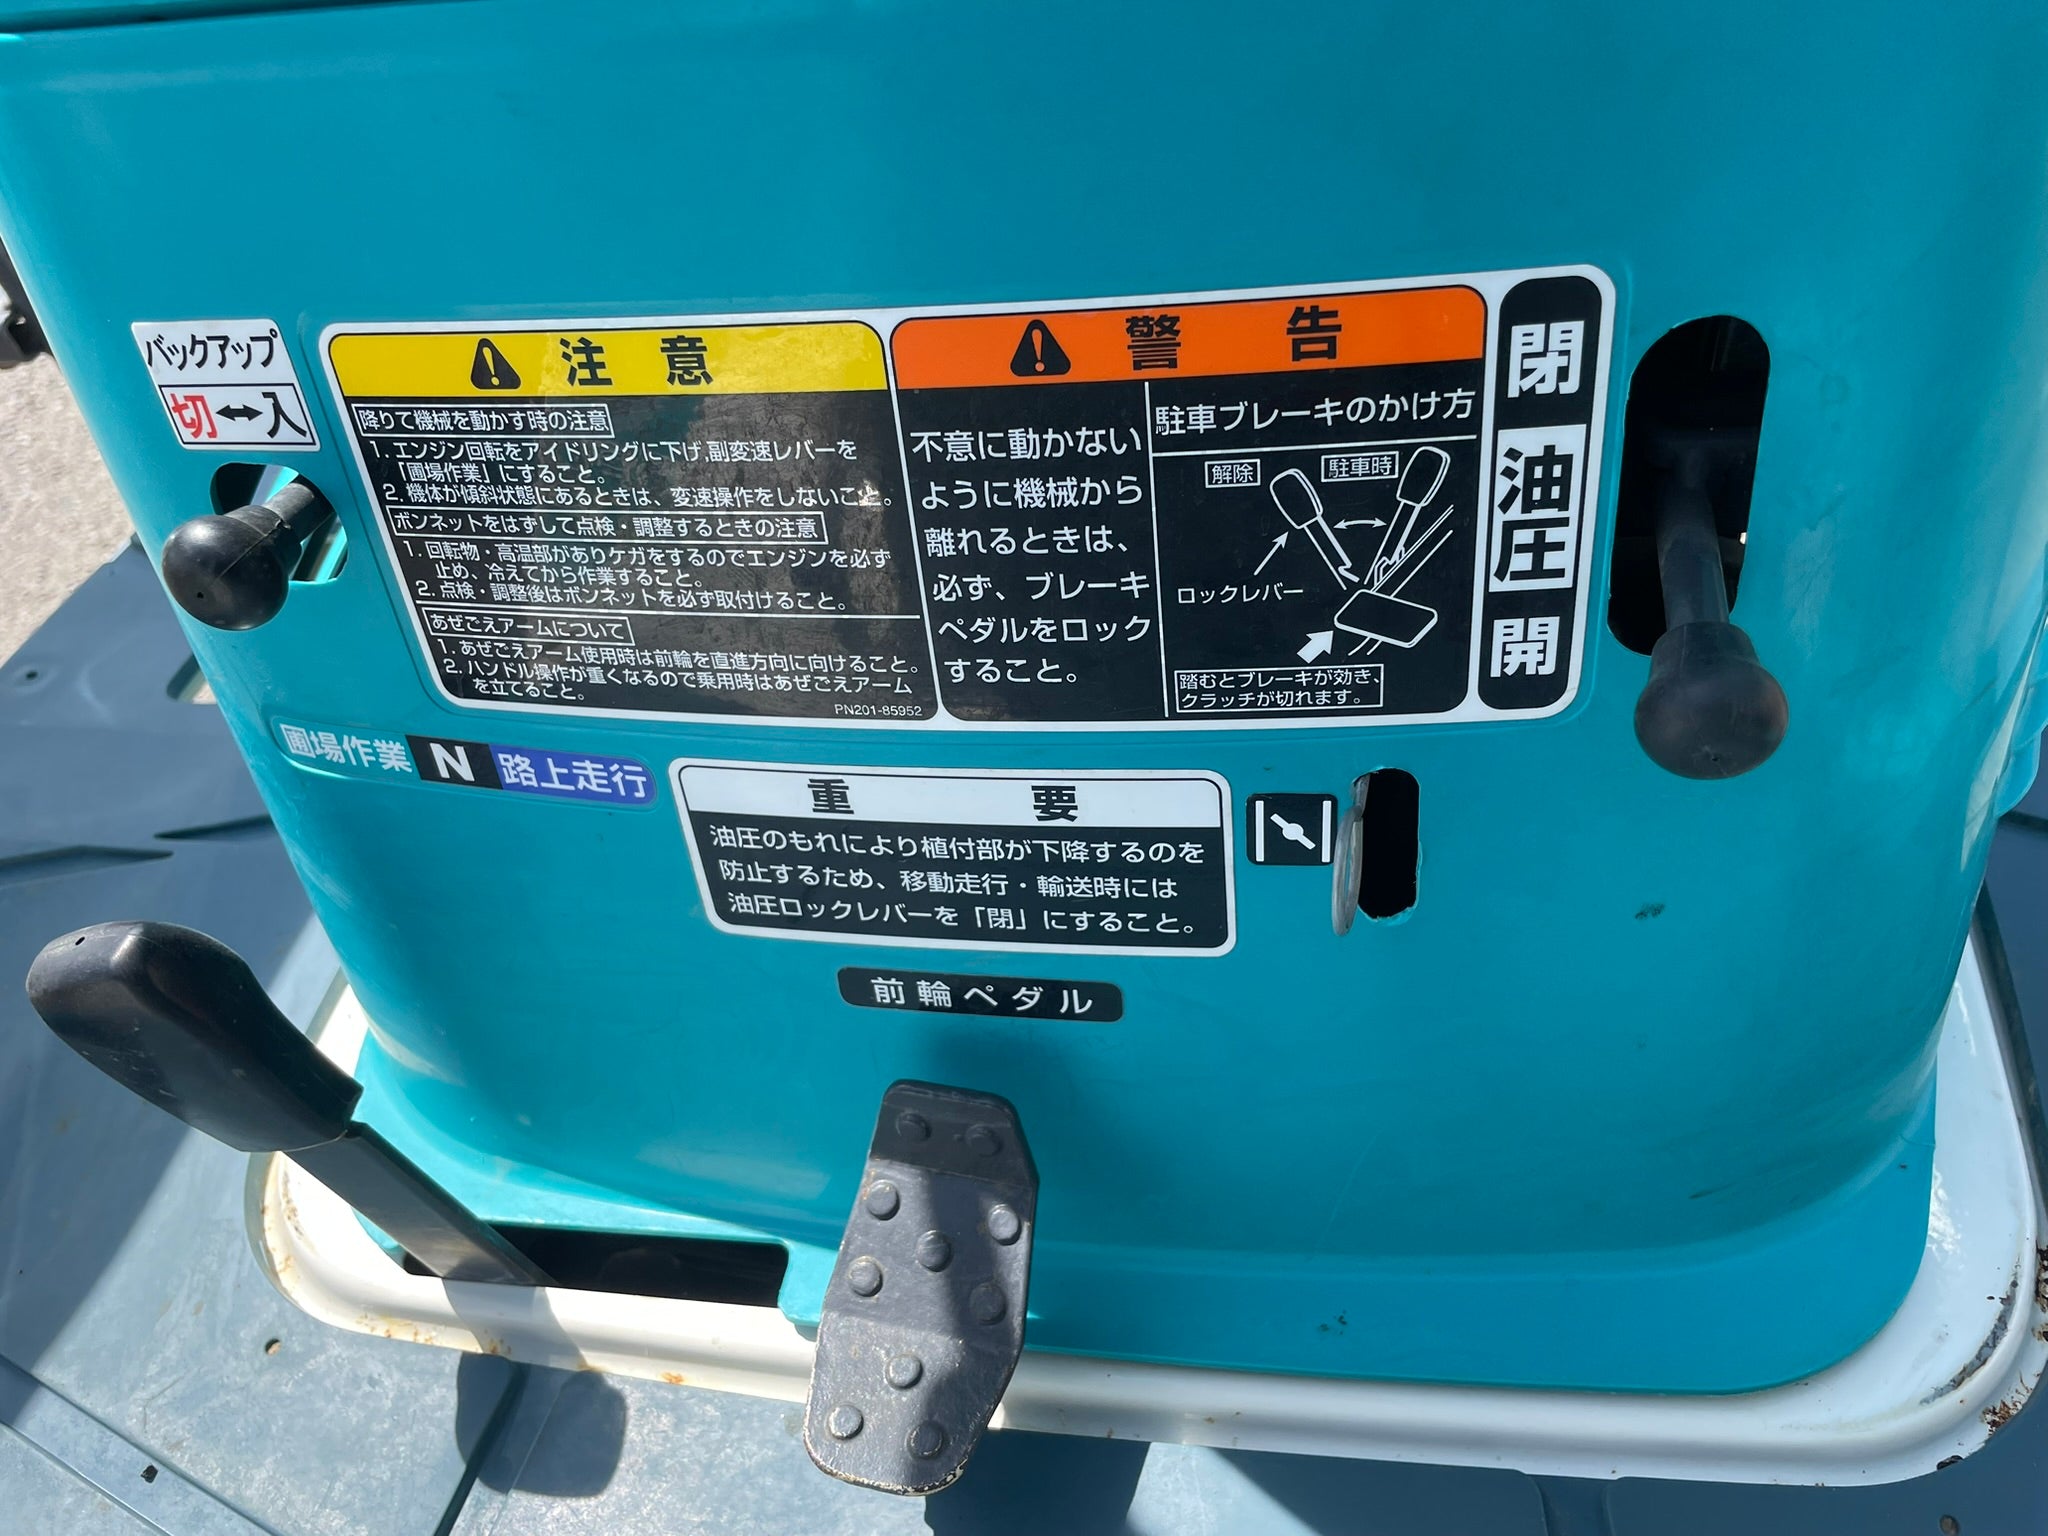 バックアップ
切↔入
注意
降りて機械を動かす時の注意
1. エンジン回転をアイドリングに下げ,副変速レバーを
「圃場作業」にすること。
2. 機体が傾斜状態にあるときは、変速操作をしないこと。
ボンネットをはずして点検・調整するときの注意
1. 回転物・高温部がありケガをするのでエンジンを必ず
止め、冷えてから作業すること。
2. 点検・調整後はボンネットを必ず取付けること。
あぜごえアームについて
1. あぜごえアーム使用時は前輪を直進方向に向けること。
2. ハンドル操作が重くなるので乗用時はあぜごえアーム
を立てること。
PN201-85952
警告
不意に動かない
ように機械から
離れるときは、
必ず、ブレーキ
ペダルをロック
すること。
駐車ブレーキのかけ方
解除
駐車時
ロックレバー
踏むとブレーキが効き、
クラッチが切れます。
閉
油圧
開
圃場作業 N 路上走行
重要
油圧のもれにより植付部が下降するのを
防止するため、移動走行・輸送時には
油圧ロックレバーを「閉」にすること。
前輪ペダル